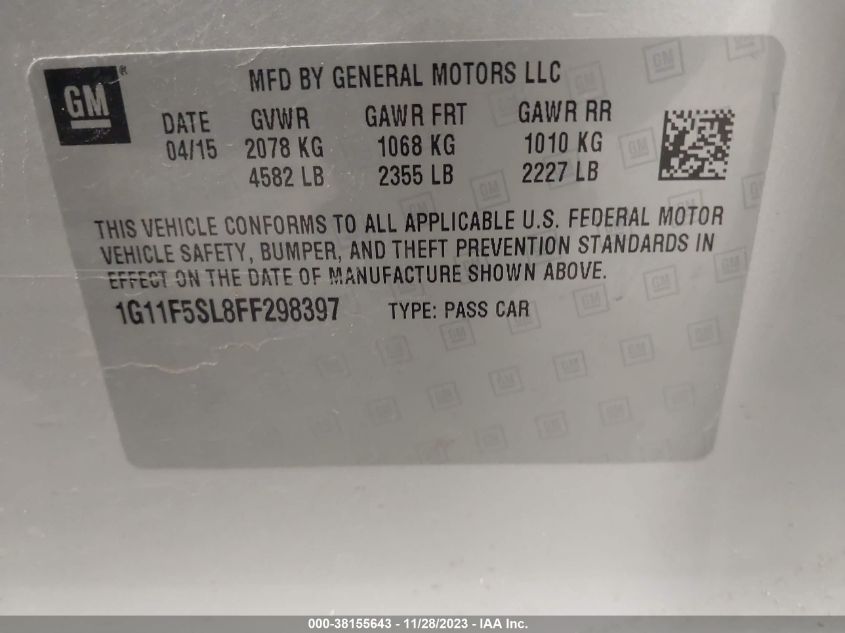 GM ®
MFD BY GENERAL MOTORS LLC
DATE GVWR GAWR FRT GAWR RR
04/15 2078 KG 1068 KG 1010 KG
4582 LB 2355 LB 2227 LB
THIS VEHICLE CONFORMS TO ALL APPLICABLE U.S. FEDERAL MOTOR
VEHICLE SAFETY, BUMPER, AND THEFT PREVENTION STANDARDS IN
EFFECT ON THE DATE OF MANUFACTURE SHOWN ABOVE.
1G11F5SL8FF298397 TYPE: PASS CAR
000-38155643 - 11/28/2023 - IAA Inc.